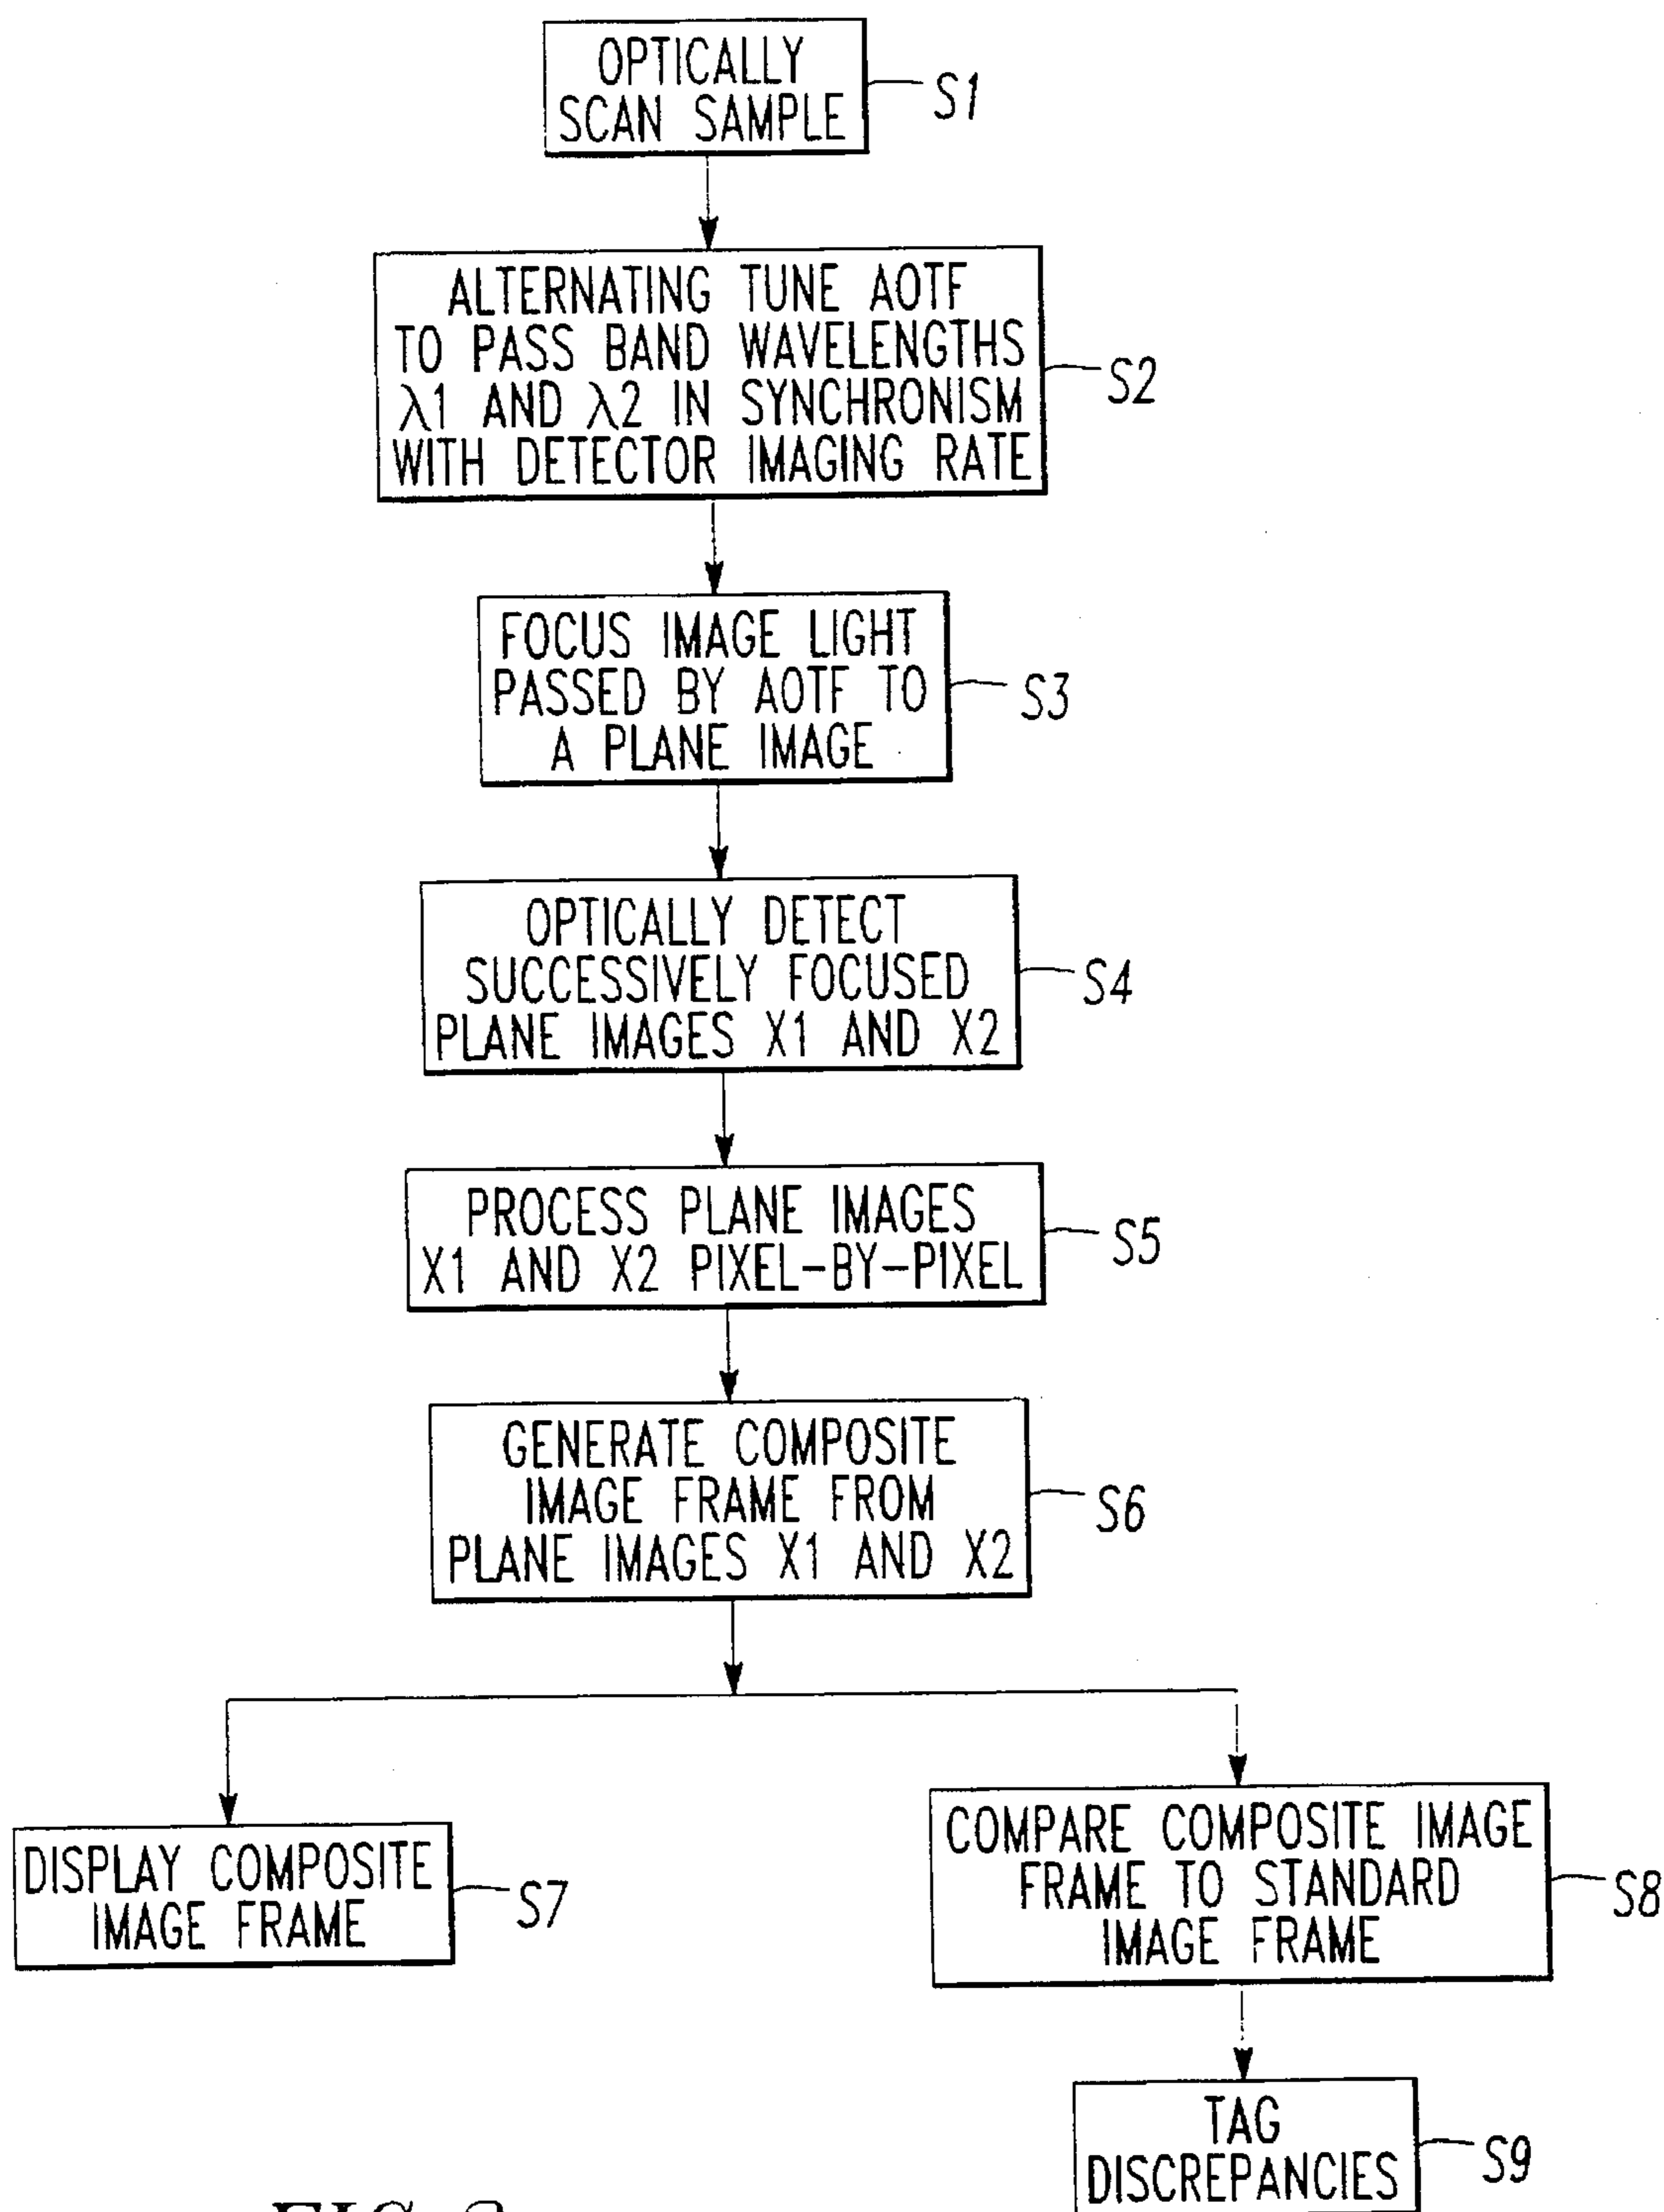 OPTICALLY
SCAN SAMPLE
S1
ALTERNATING TUNE AOTF
TO PASS BAND WAVELENGTHS
λ1 AND λ2 IN SYNCHRONISM
WITH DETECTOR IMAGING RATE
S2
FOCUS IMAGE LIGHT
PASSED BY AOTF TO
A PLANE IMAGE
S3
OPTICALLY DETECT
SUCCESSIVELY FOCUSED
PLANE IMAGES X1 AND X2
S4
PROCESS PLANE IMAGES
X1 AND X2 PIXEL-BY-PIXEL
S5
GENERATE COMPOSITE
IMAGE FRAME FROM
PLANE IMAGES X1 AND X2
S6
DISPLAY COMPOSITE
IMAGE FRAME
S7
COMPARE COMPOSITE IMAGE
FRAME TO STANDARD
IMAGE FRAME
S8
TAG
DISCREPANCIES
S9
FIG.